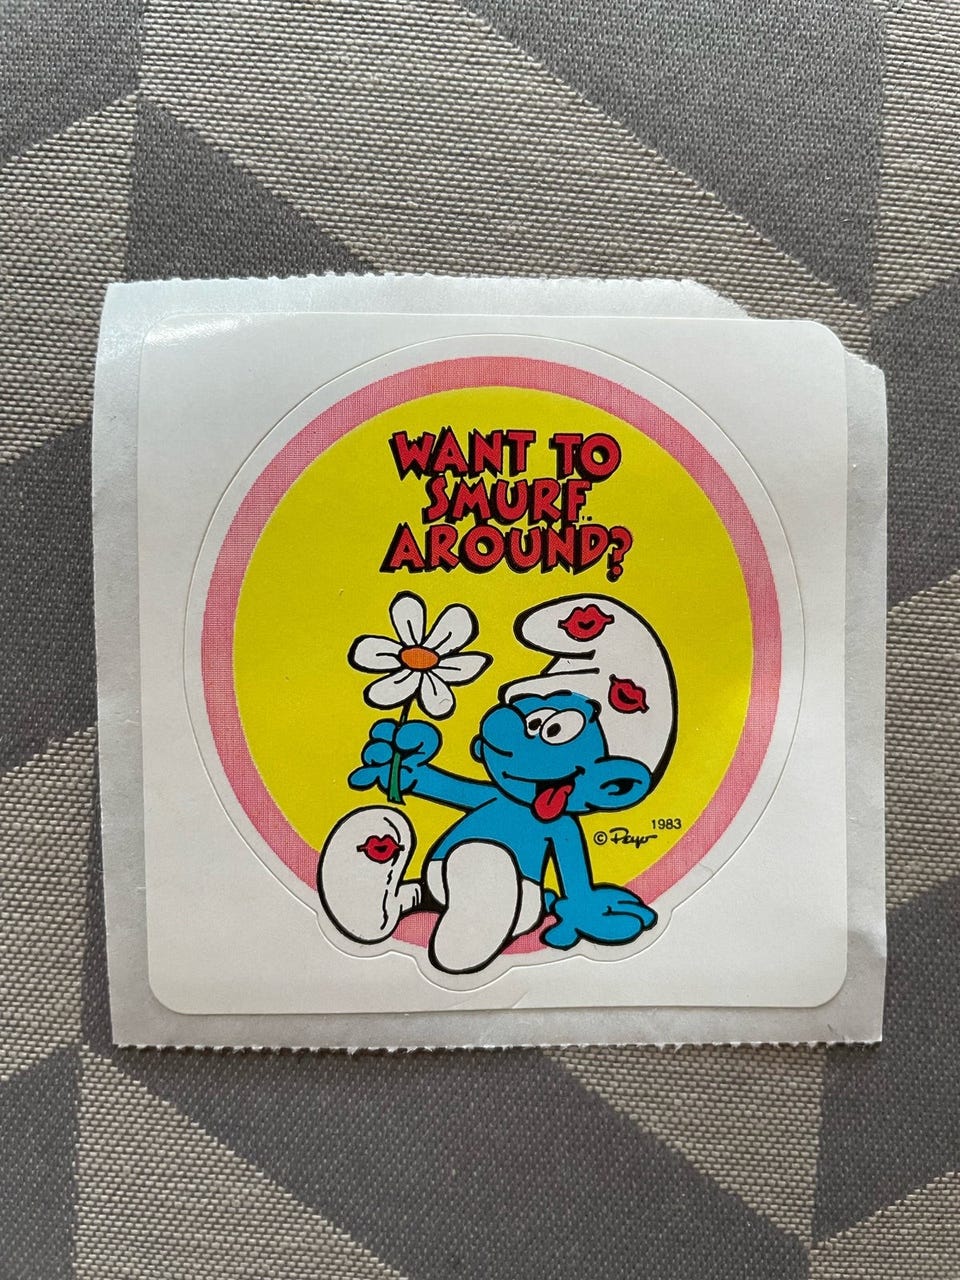 WANT TO
SMURF
AROUND?
© Peyo 1983